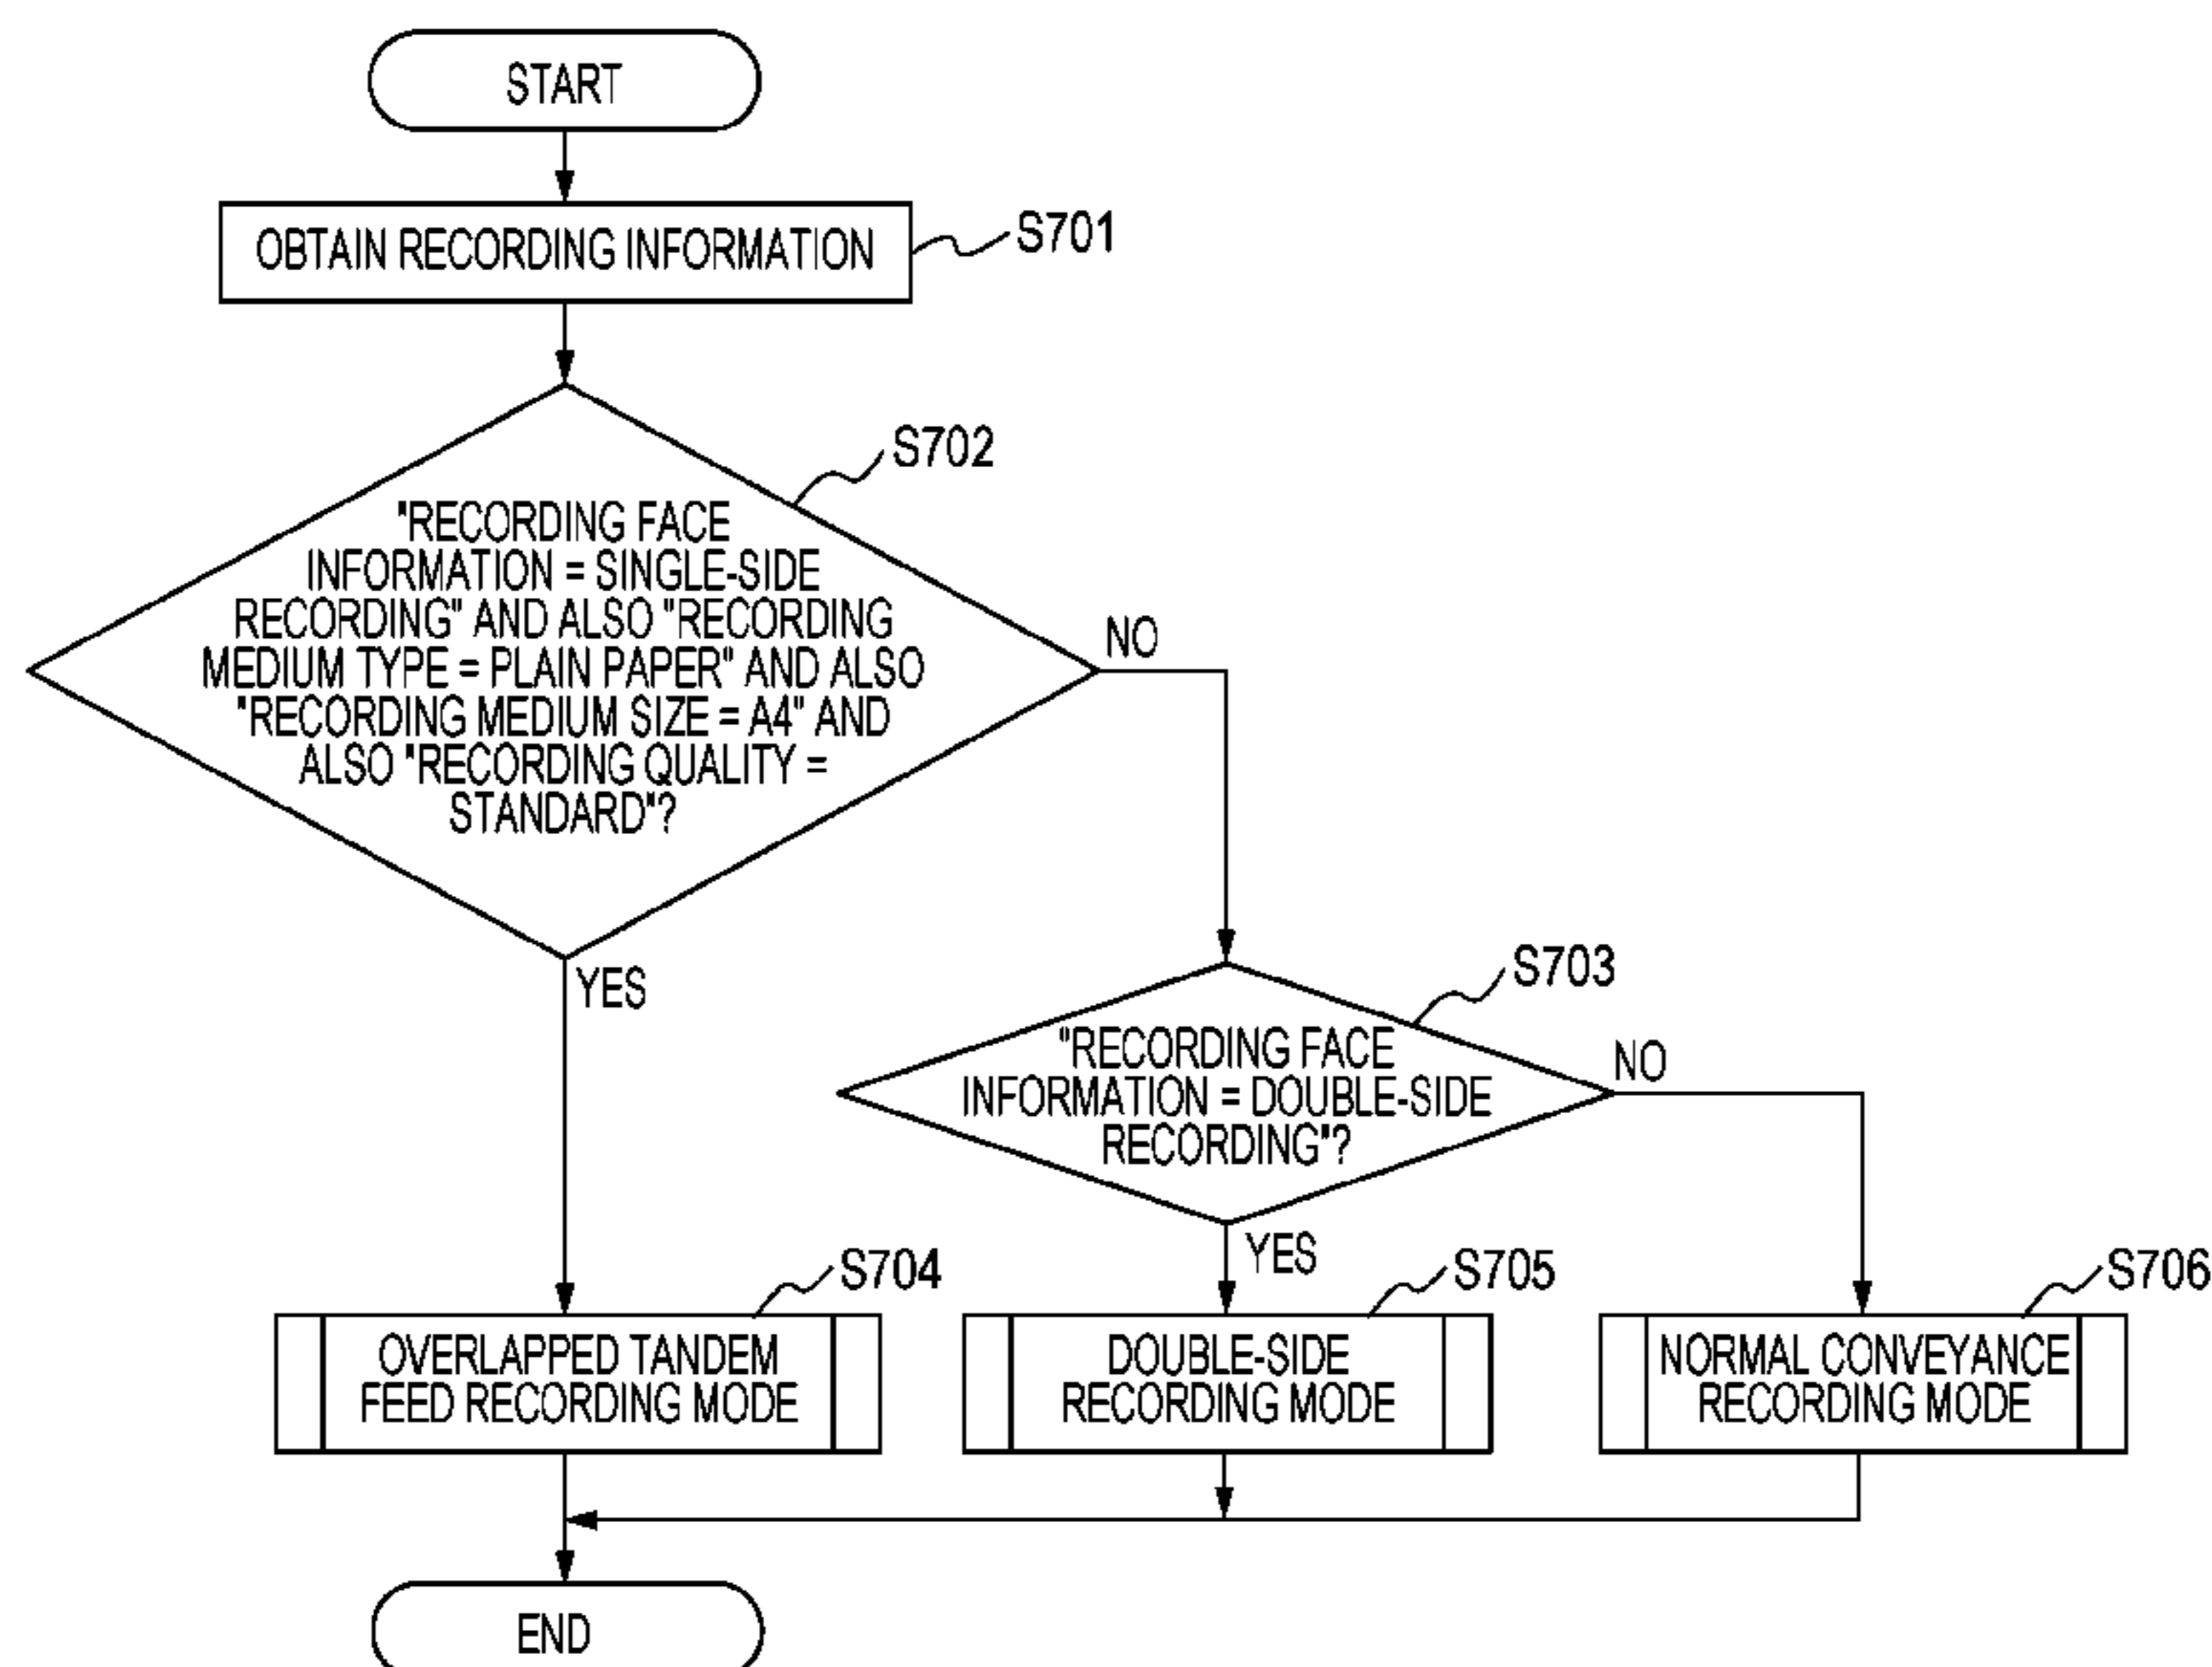 START
OBTAIN RECORDING INFORMATION
S701
S702
"RECORDING FACE
INFORMATION = SINGLE-SIDE
RECORDING" AND ALSO "RECORDING
MEDIUM TYPE = PLAIN PAPER" AND ALSO
"RECORDING MEDIUM SIZE = A4" AND
ALSO "RECORDING QUALITY =
STANDARD"?
NO
YES
S703
"RECORDING FACE
INFORMATION = DOUBLE-SIDE
RECORDING"?
NO
YES
S704
OVERLAPPED TANDEM
FEED RECORDING MODE
S705
DOUBLE-SIDE
RECORDING MODE
S706
NORMAL CONVEYANCE
RECORDING MODE
END